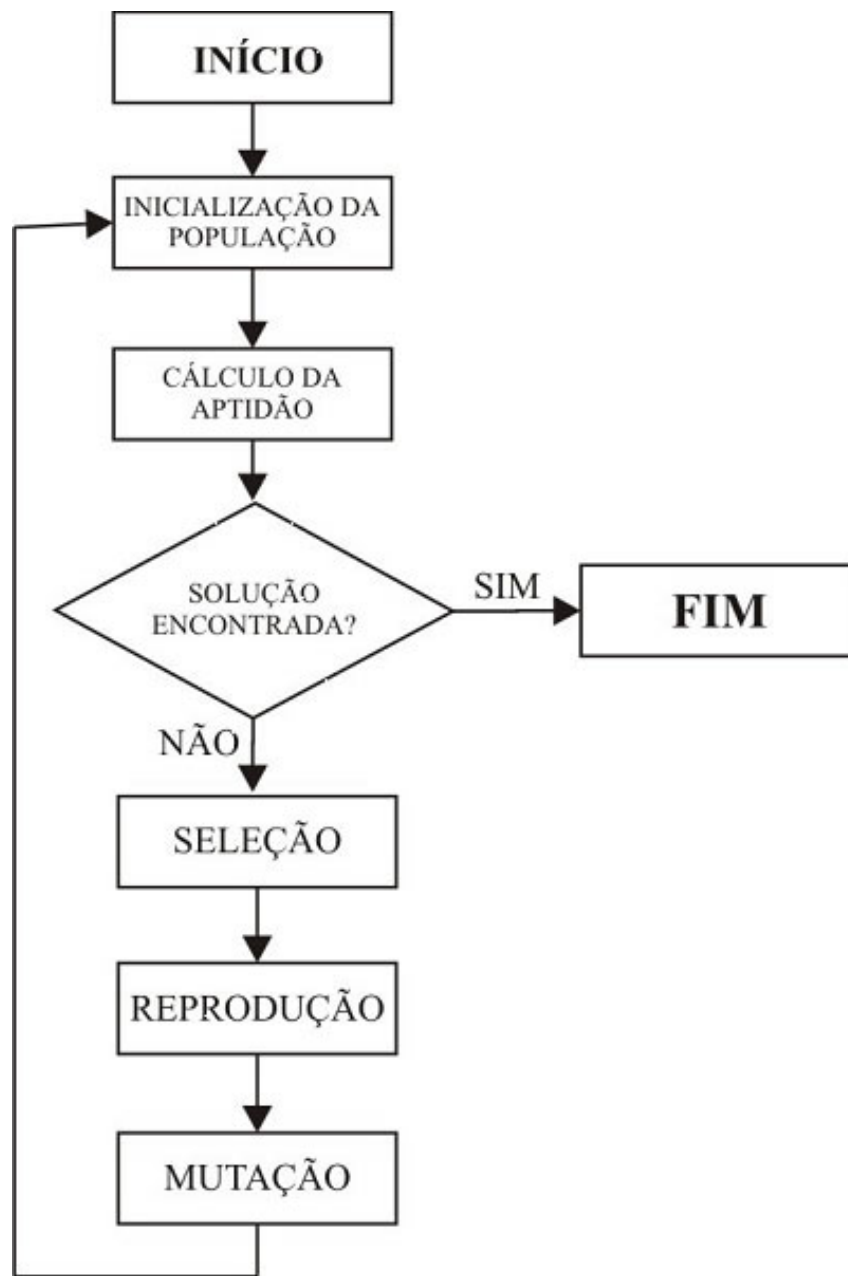 INÍCIO
INICIALIZAÇÃO DA
POPULAÇÃO
CÁLCULO DA
APTIDÃO
SOLUÇÃO
ENCONTRADA?
SIM
FIM
NÃO
SELEÇÃO
REPRODUÇÃO
MUTAÇÃO